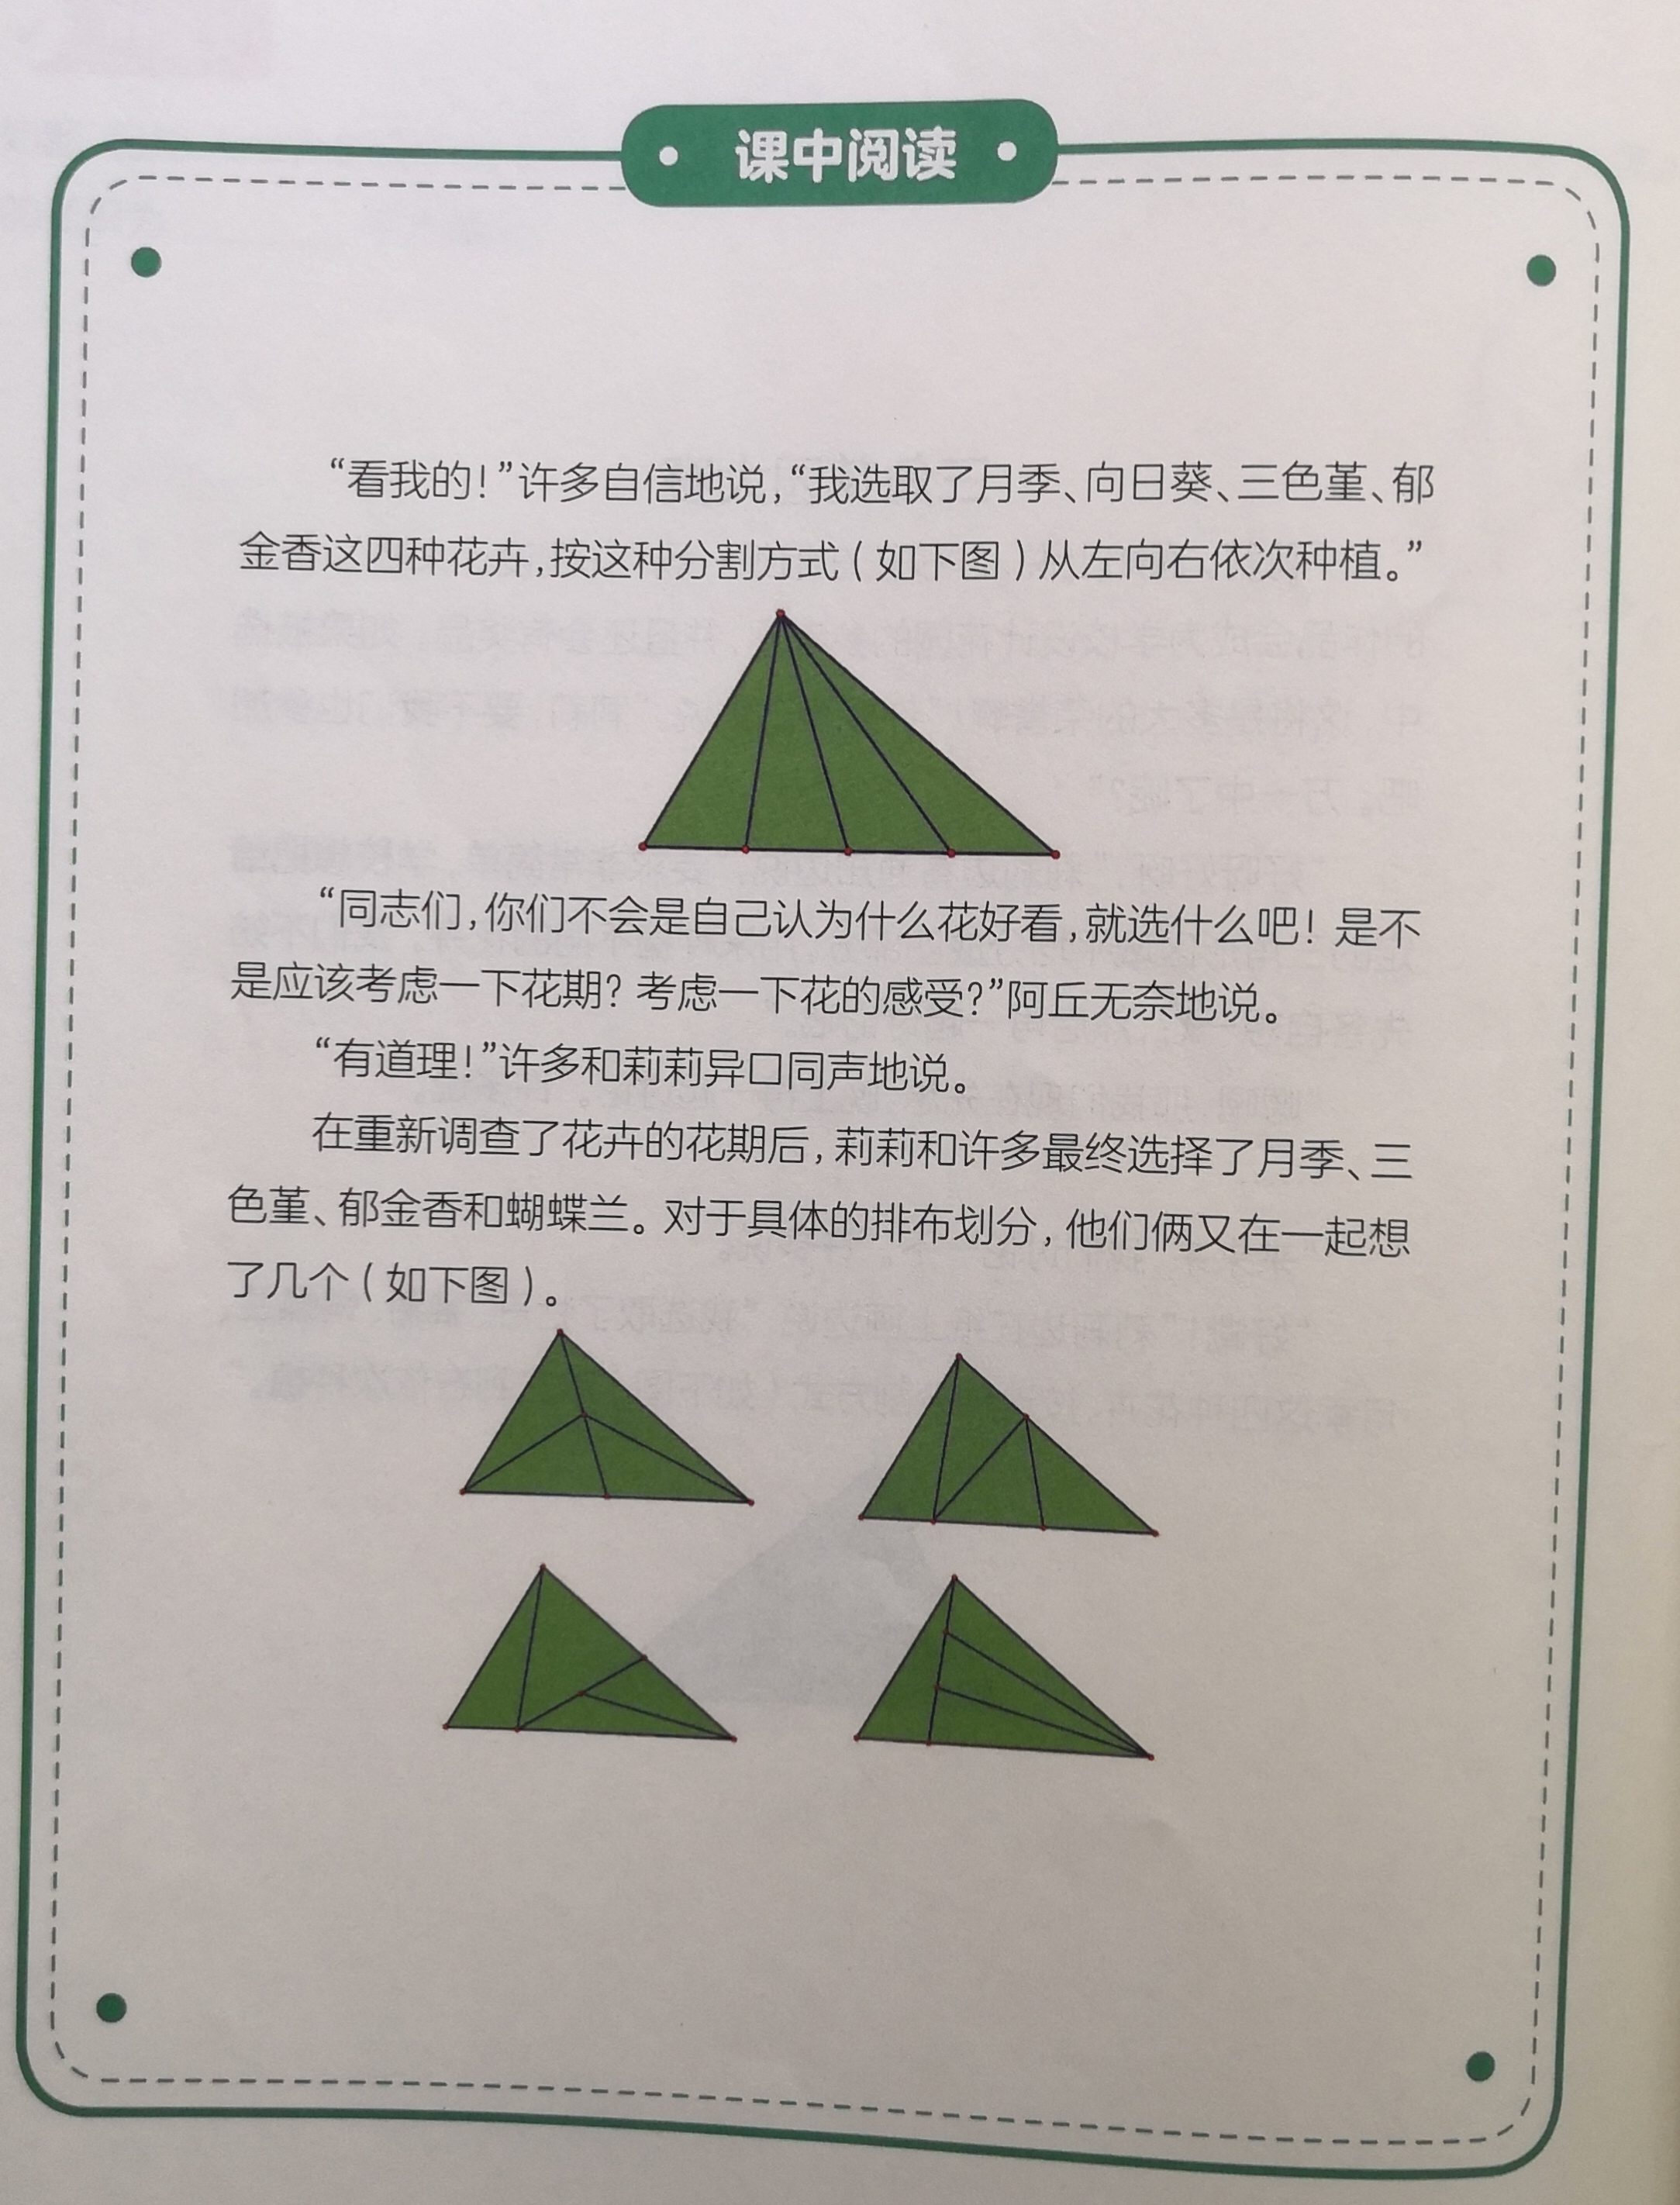 课中阅读
“看我的！”许多自信地说，“我选取了月季、向日葵、三色堇、郁
金香这四种花卉，按这种分割方式（如下图）从左向右依次种植。”
“同志们，你们不会是自己认为什么花好看，就选什么吧！是不
是应该考虑一下花期？考虑一下花的感受？”阿丘无奈地说。
“有道理！”许多和莉莉异口同声地说。
在重新调查了花卉的花期后，莉莉和许多最终选择了月季、三
色堇、郁金香和蝴蝶兰。对于具体的排布划分，他们俩又在一起想
了几个（如下图）。